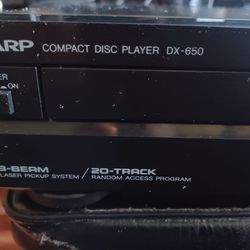 ARP COMPACT DISC PLAYER DX-650
ER
ON
3-BEAM /20-TRACK
LASER PICKUP SYSTEM/ RANDOM ACCESS PROGRAM